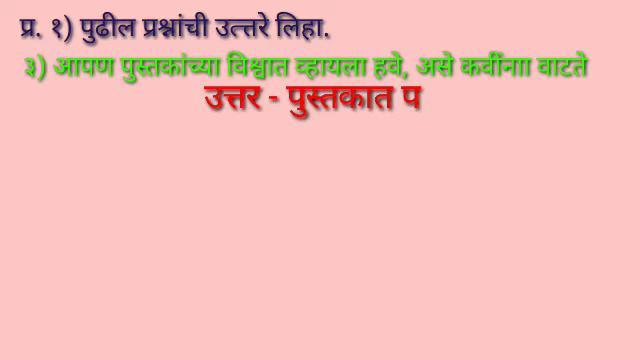 प्र. १) पुढील प्रश्नांची उत्त्तरे लिहा.
३) आपण पुस्तकांच्या विश्वात व्हायला हवे, असे कवींनाा वाटते
उत्तर - पुस्तकात प